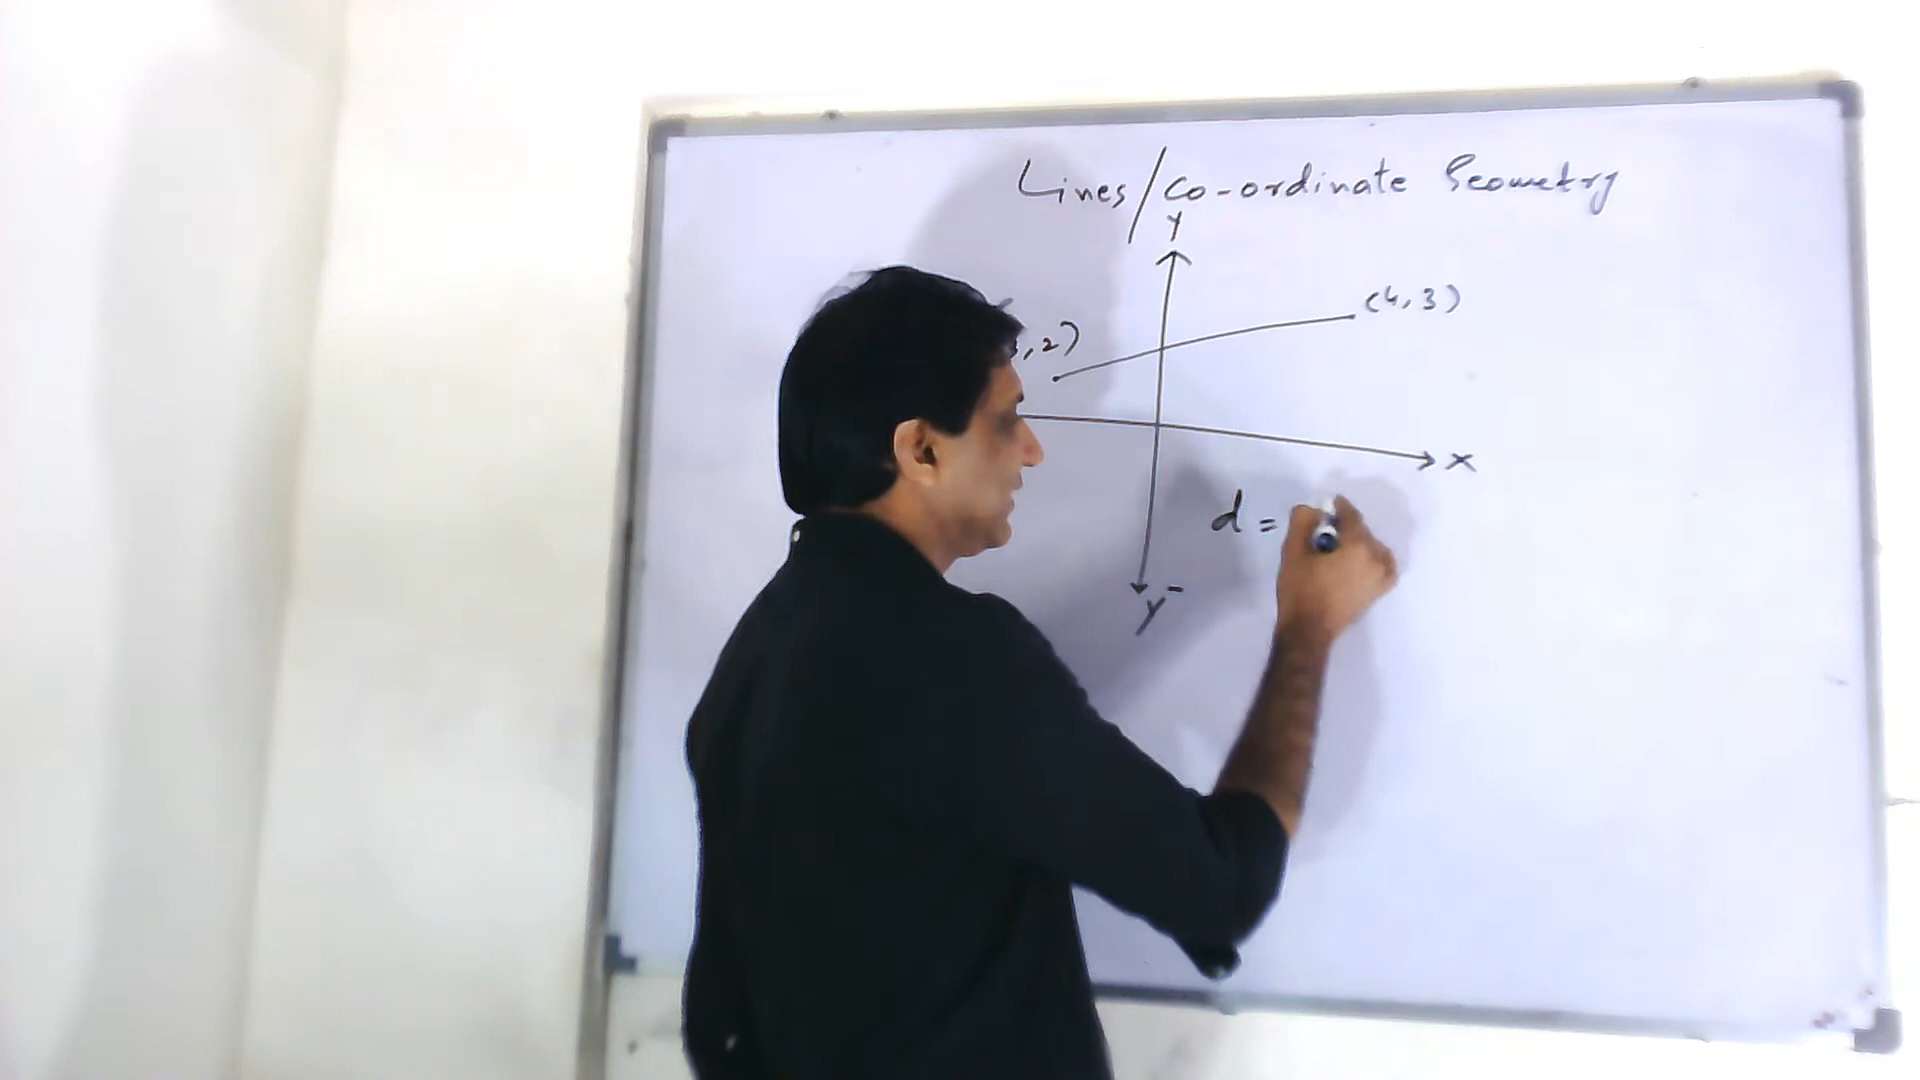 Lines/co-ordinate Geometry
Y
(4,3)
,2)
X
d =
y-